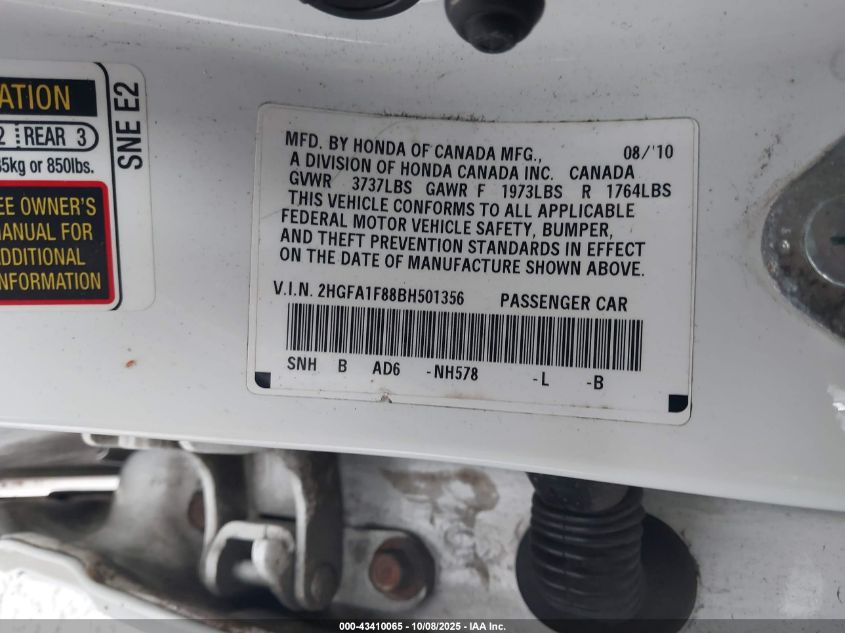 ATION
2 REAR 3
5kg or 850lbs.
EE OWNER'S
MANUAL FOR
ADDITIONAL
INFORMATION
SNE E2
MFD. BY HONDA OF CANADA MFG., 08/'10
A DIVISION OF HONDA CANADA INC. CANADA
GVWR 3737LBS GAWR F 1973LBS R 1764LBS
THIS VEHICLE CONFORMS TO ALL APPLICABLE
FEDERAL MOTOR VEHICLE SAFETY, BUMPER,
AND THEFT PREVENTION STANDARDS IN EFFECT
ON THE DATE OF MANUFACTURE SHOWN ABOVE.
V.I.N. 2HGFA1F88BH501356 PASSENGER CAR
SNH B AD6 -NH578 -L -B
000-43410065 - 10/08/2025 - IAA Inc.